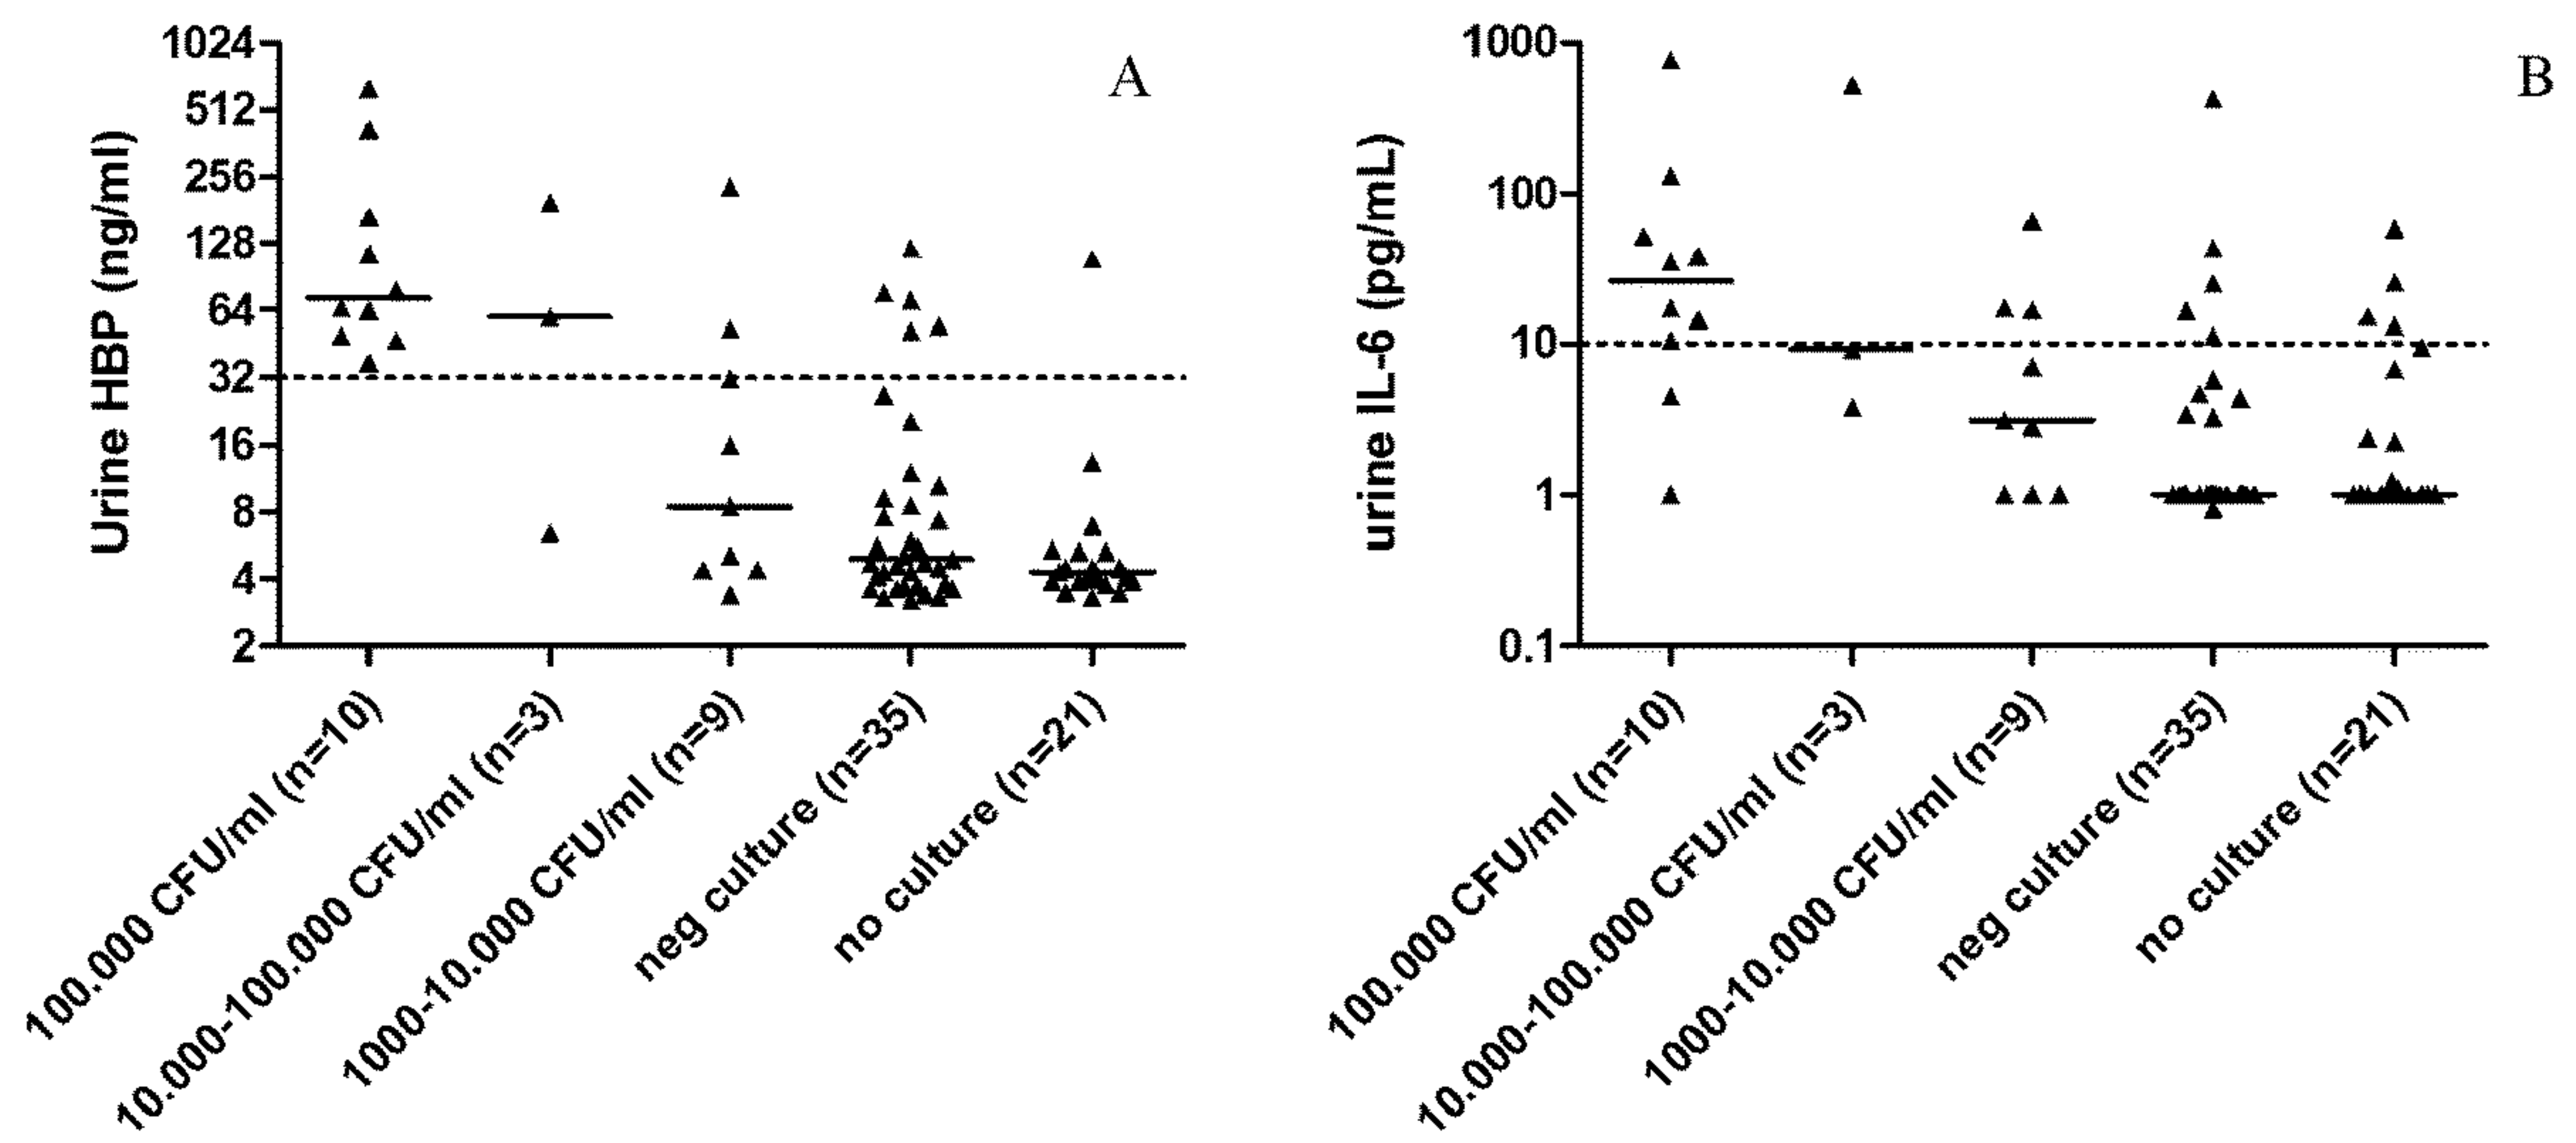 A
Urine HBP (ng/ml)
1024
512
256
128
64
32
16
8
4
2
100.000 CFU/ml (n=10)
10.000-100.000 CFU/ml (n=3)
1000-10.000 CFU/ml (n=9)
neg culture (n=35)
no culture (n=21)
B
urine IL-6 (pg/mL)
1000
100
10
1
0.1
100.000 CFU/ml (n=10)
10.000-100.000 CFU/ml (n=3)
1000-10.000 CFU/ml (n=9)
neg culture (n=35)
no culture (n=21)